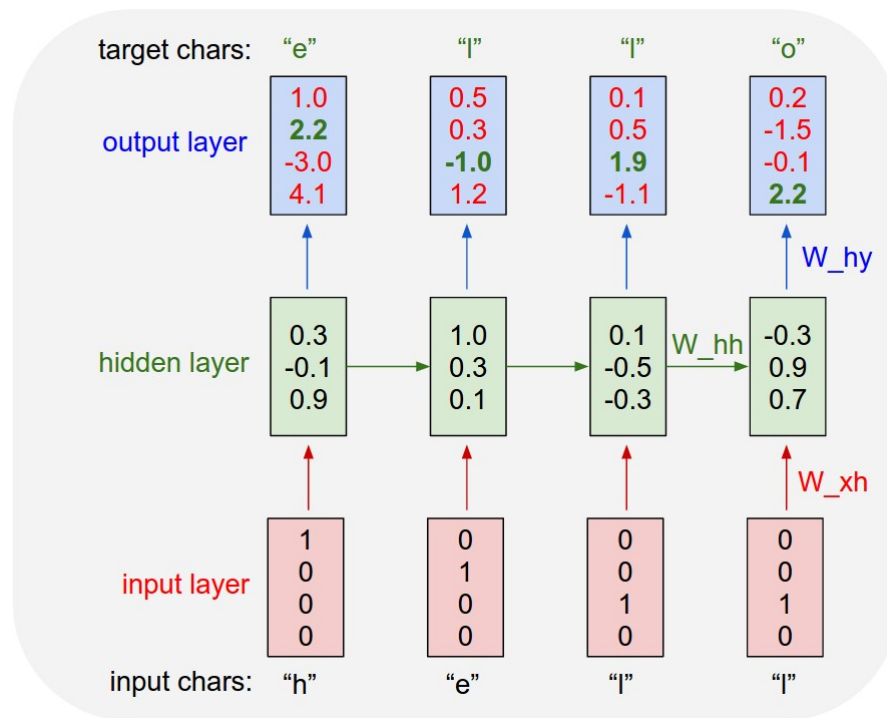 target chars: “e” “l” “l” “o”
1.0 0.5 0.1 0.2
2.2 0.3 0.5 -1.5
output layer
-3.0 -1.0 1.9 -0.1
4.1 1.2 -1.1 2.2
W_hy
0.3 1.0 0.1 -0.3
W_hh
hidden layer -0.1 0.3 -0.5 0.9
0.9 0.1 -0.3 0.7
W_xh
1 0 0 0
0 1 0 0
input layer
0 0 1 1
0 0 0 0
input chars: “h” “e” “l” “l”